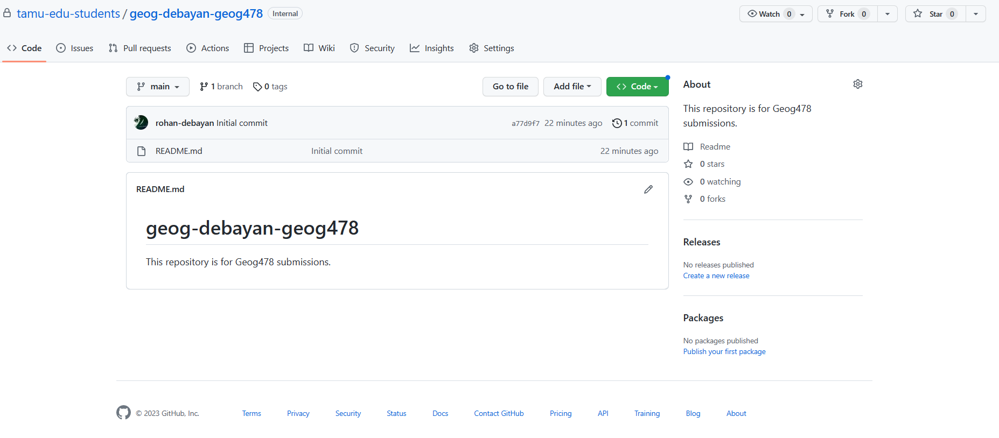 tamu-edu-students / geog-debayan-geog478 Internal Watch 0 Fork 0 Star 0
Code Issues Pull requests Actions Projects Wiki Security Insights Settings
main 1 branch 0 tags Go to file Add file Code
rohan-debayan Initial commit a77d9f7 22 minutes ago 1 commit
README.md Initial commit 22 minutes ago
README.md
geog-debayan-geog478
This repository is for Geog478 submissions.
About
This repository is for Geog478
submissions.
Readme
0 stars
0 watching
0 forks
Releases
No releases published
Create a new release
Packages
No packages published
Publish your first package
© 2023 GitHub, Inc. Terms Privacy Security Status Docs Contact GitHub Pricing API Training Blog About